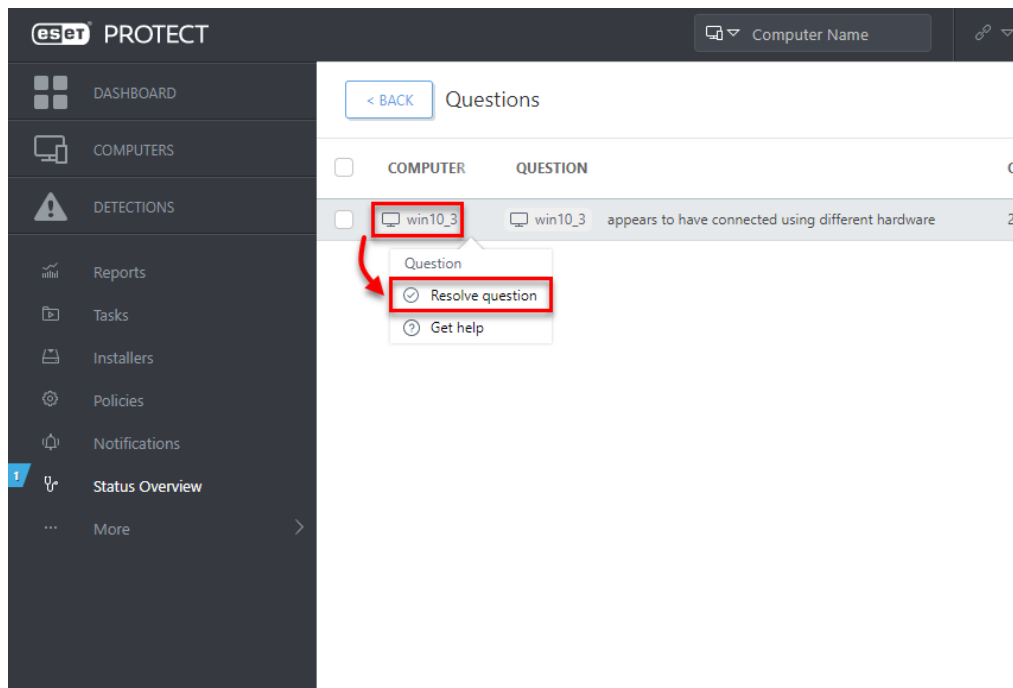 eset PROTECT
Computer Name
DASHBOARD
COMPUTERS
DETECTIONS
Reports
Tasks
Installers
Policies
Notifications
1
Status Overview
More
< BACK
Questions
COMPUTER QUESTION
win10_3 win10_3 appears to have connected using different hardware
Question
Resolve question
Get help